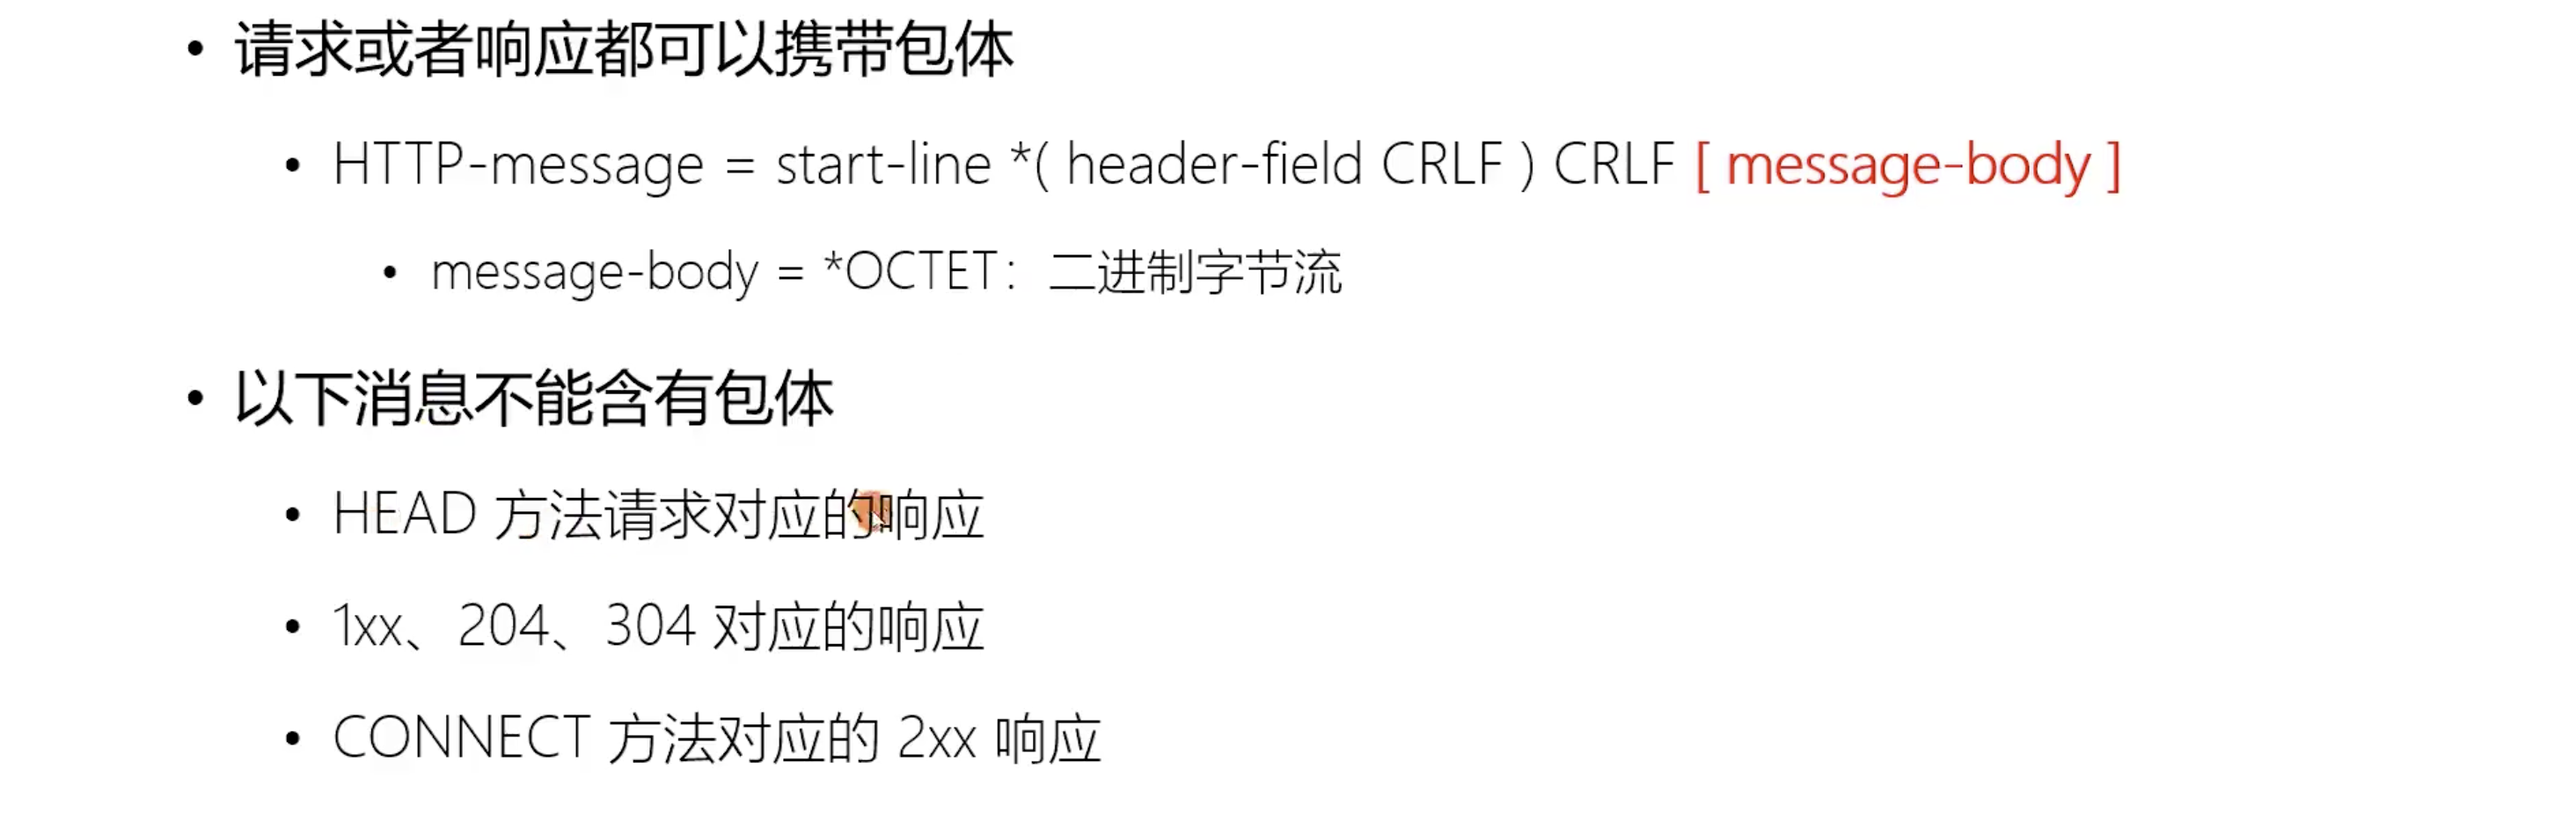 • 请求或者响应都可以携带包体
• HTTP-message = start-line *( header-field CRLF ) CRLF [ message-body ]
• message-body = *OCTET：二进制字节流
• 以下消息不能含有包体
• HEAD 方法请求对应的响应
• 1xx、204、304 对应的响应
• CONNECT 方法对应的 2xx 响应